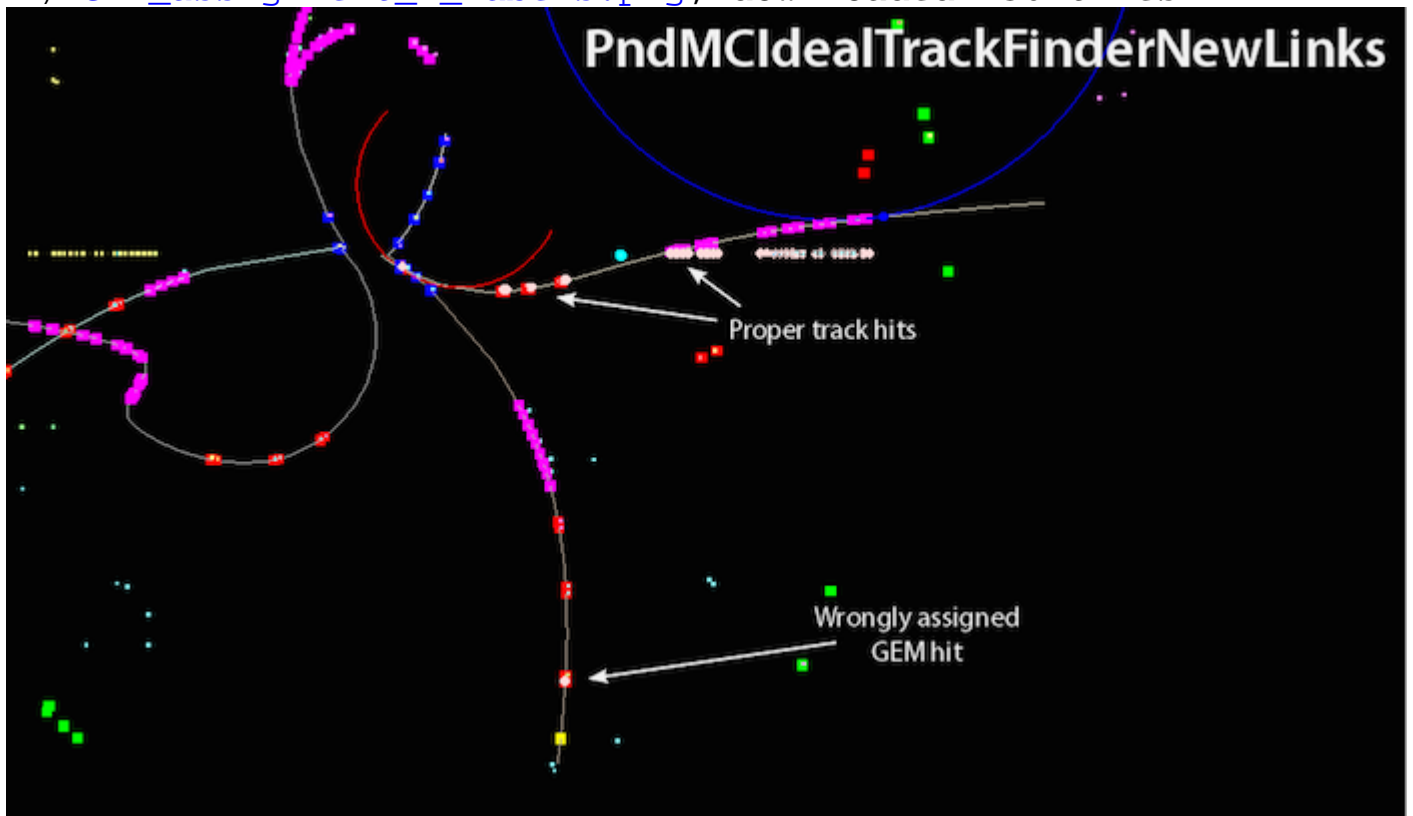 PndMCIdealTrackFinderNewLinks
Proper track hits
Wrongly assigned
GEM hit